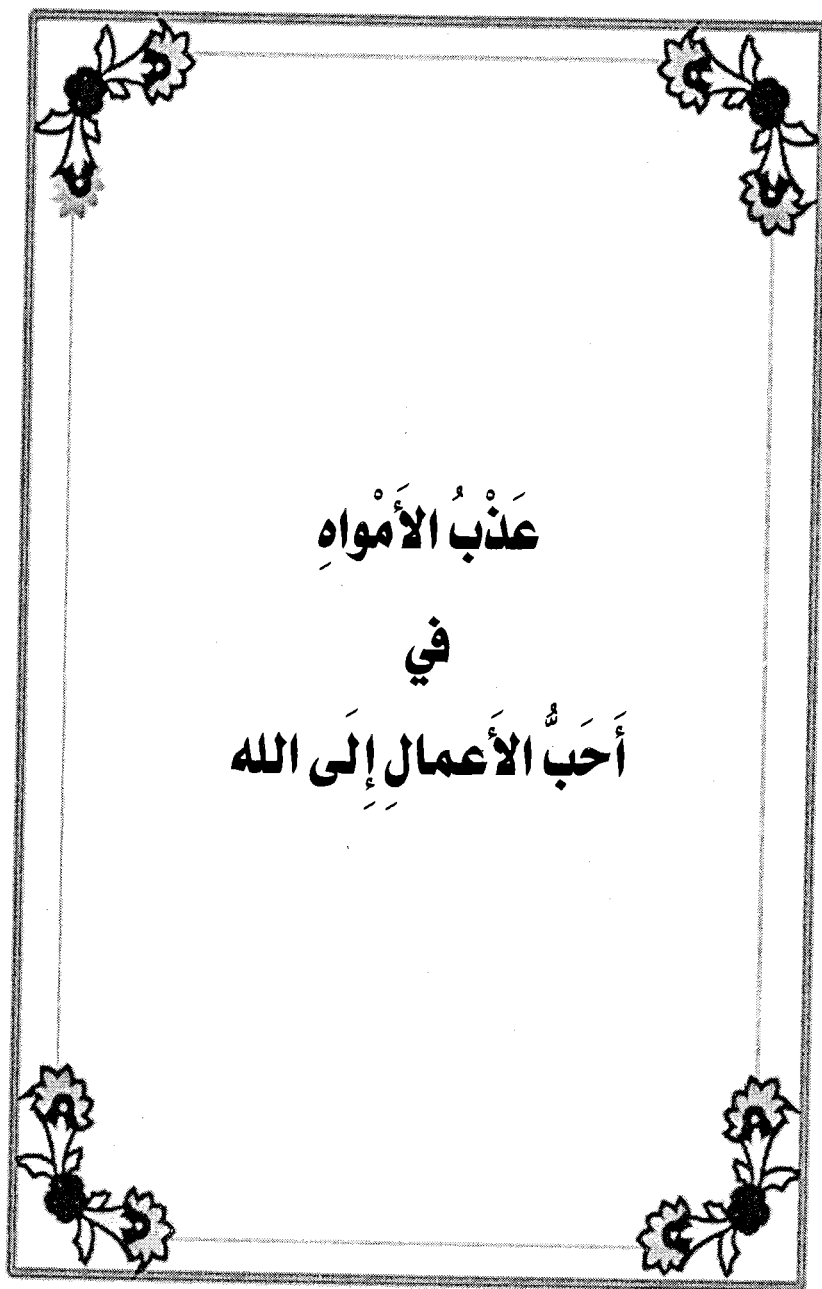 عَذْبُ الأَمْواهِ
في
أَحَبُّ الأَعمالِ إِلَى الله